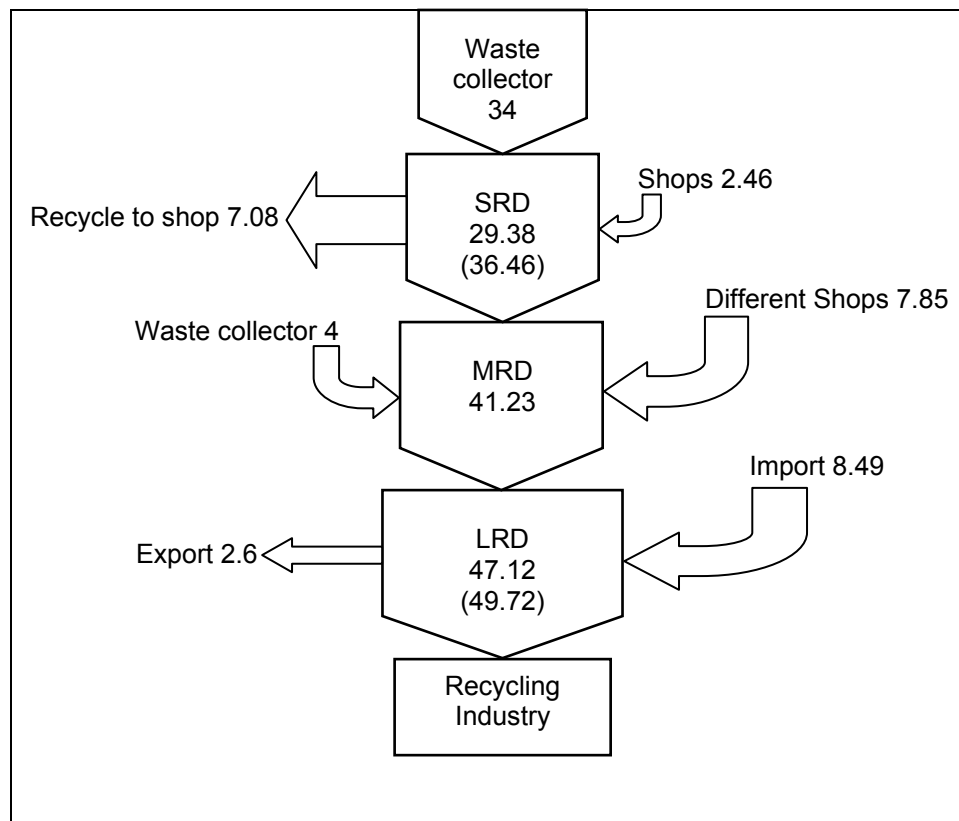 Waste
collector
34
Shops 2.46
Recycle to shop 7.08
SRD
29.38
(36.46)
Different Shops 7.85
Waste collector 4
MRD
41.23
Import 8.49
Export 2.6
LRD
47.12
(49.72)
Recycling
Industry